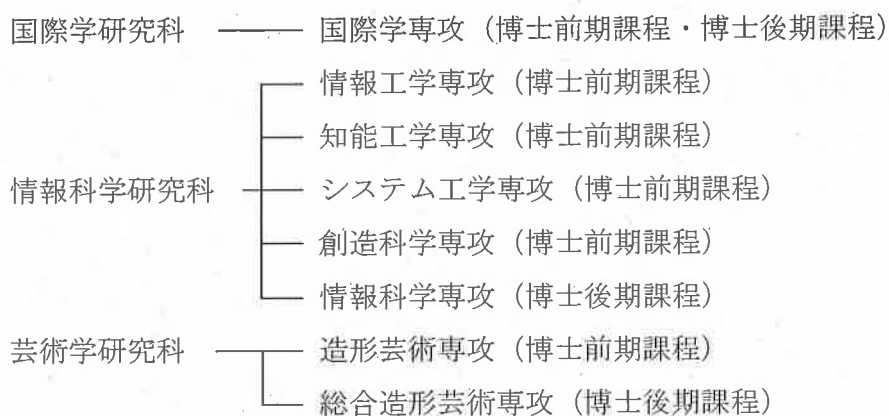 国際学研究科 国際学専攻（博士前期課程・博士後期課程）
情報工学専攻（博士前期課程）
知能工学専攻（博士前期課程）
情報科学研究科 システム工学専攻（博士前期課程）
創造科学専攻（博士前期課程）
情報科学専攻（博士後期課程）
芸術学研究科 造形芸術専攻（博士前期課程）
総合造形芸術専攻（博士後期課程）